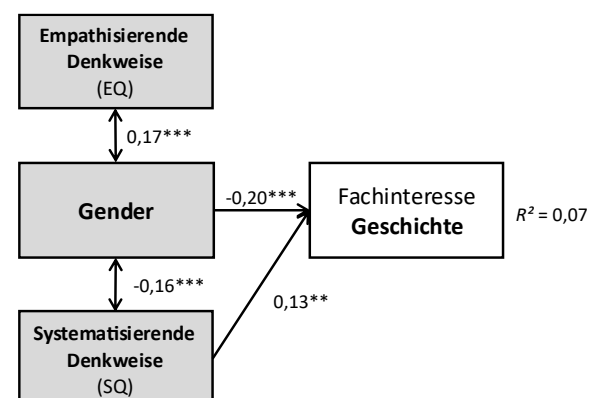 Empathisierende
Denkweise
(EQ)
0,17***
Gender
-0,20***
Fachinteresse
Geschichte
R² = 0,07
-0,16***
0,13**
Systematisierende
Denkweise
(SQ)